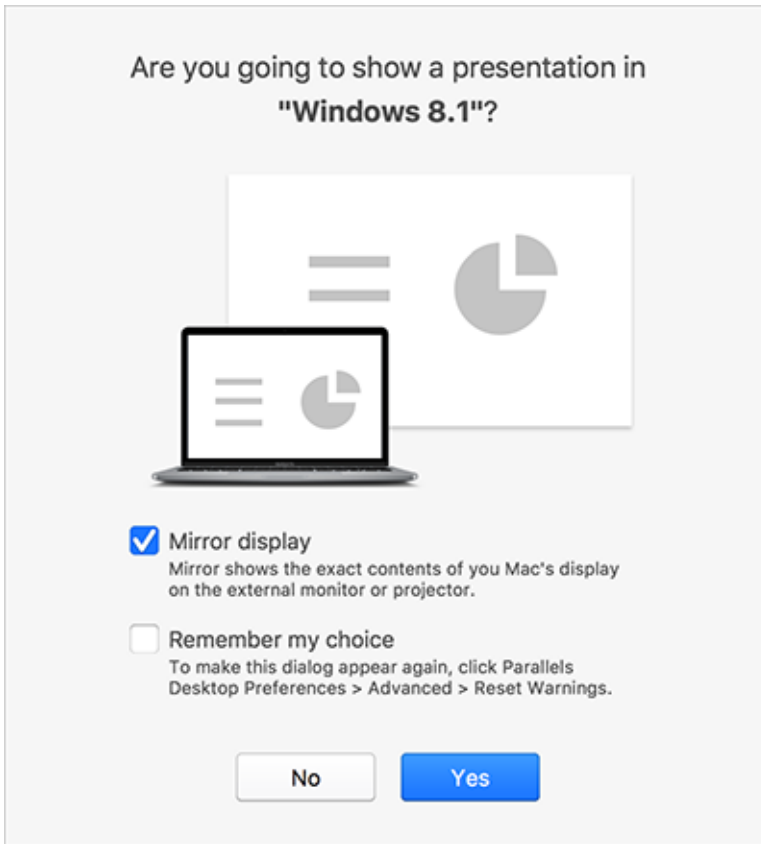 Are you going to show a presentation in
"Windows 8.1"?
Mirror display
Mirror shows the exact contents of you Mac's display
on the external monitor or projector.
Remember my choice
To make this dialog appear again, click Parallels
Desktop Preferences > Advanced > Reset Warnings.
No
Yes